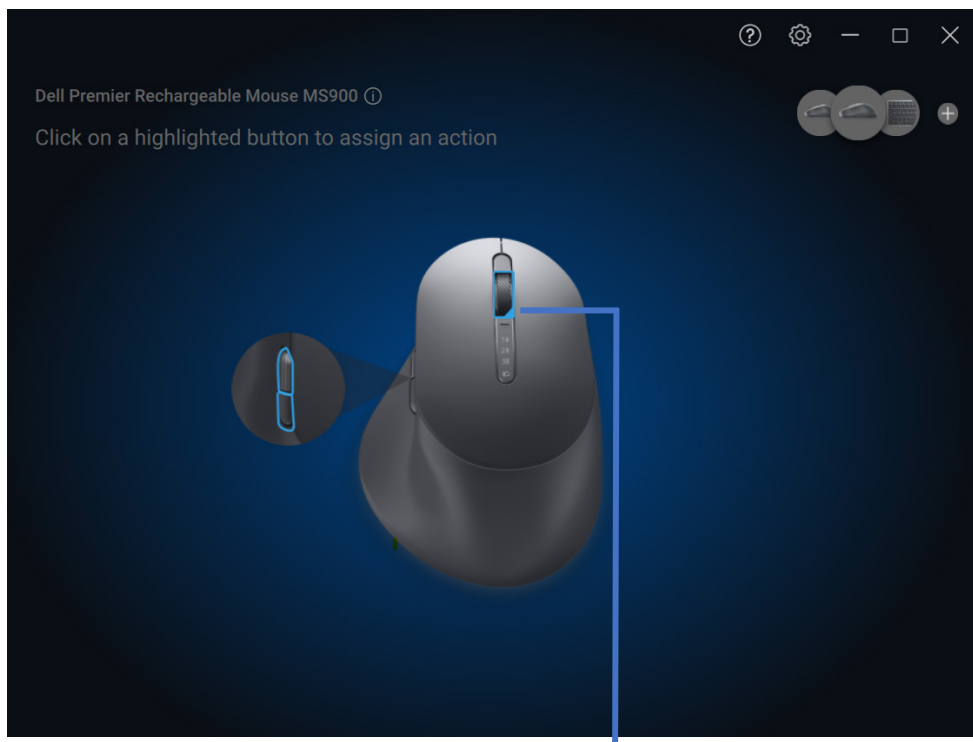 Dell Premier Rechargeable Mouse MS900
Click on a highlighted button to assign an action